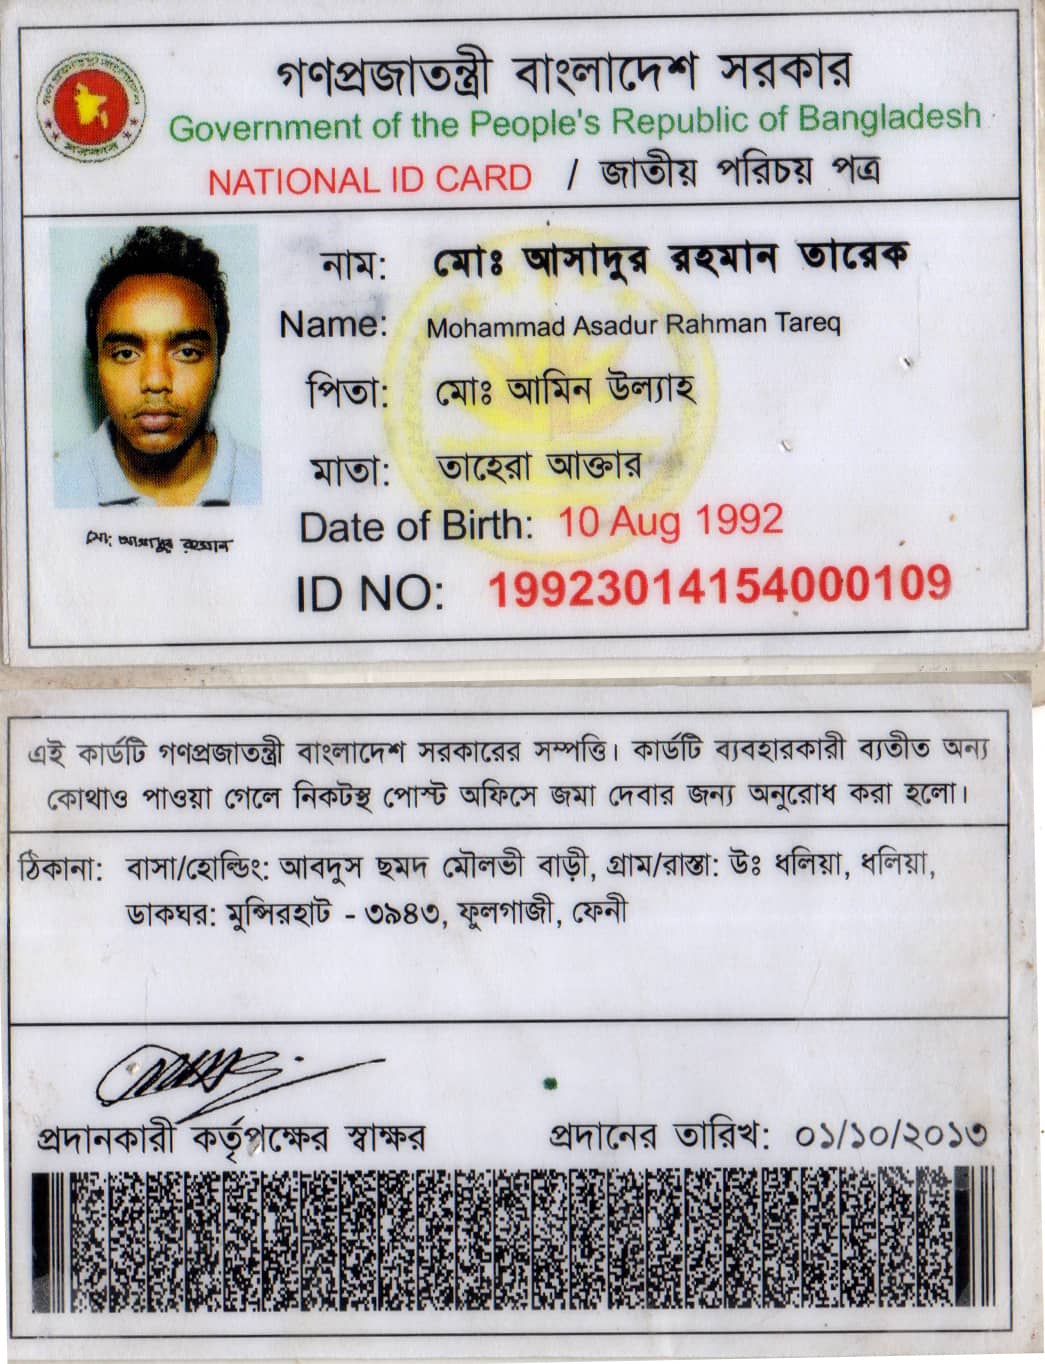 গণপ্রজাতন্ত্রী বাংলাদেশ সরকার
Government of the People's Republic of Bangladesh
NATIONAL ID CARD / জাতীয় পরিচয় পত্র
নাম: মোঃ আসাদুর রহমান তারেক
Name: Mohammad Asadur Rahman Tareq
পিতা: মোঃ আমিন উল্যাহ
মাতা: তাহেরা আক্তার
Date of Birth: 10 Aug 1992
মো: আসাদুর রহমান
ID NO: 19923014154000109
এই কার্ডটি গণপ্রজাতন্ত্রী বাংলাদেশ সরকারের সম্পত্তি। কার্ডটি ব্যবহারকারী ব্যতীত অন্য
কোথাও পাওয়া গেলে নিকটস্থ পোস্ট অফিসে জমা দেবার জন্য অনুরোধ করা হলো।
ঠিকানা: বাসা/হোল্ডিং: আবদুস ছমদ মৌলভী বাড়ী, গ্রাম/রাস্তা: উঃ ধলিয়া, ধলিয়া,
ডাকঘর: মুন্সিরহাট - ৩৯৪৩, ফুলগাজী, ফেনী
প্রদানকারী কর্তৃপক্ষের স্বাক্ষর প্রদানের তারিখ: ০১/১০/২০১৩